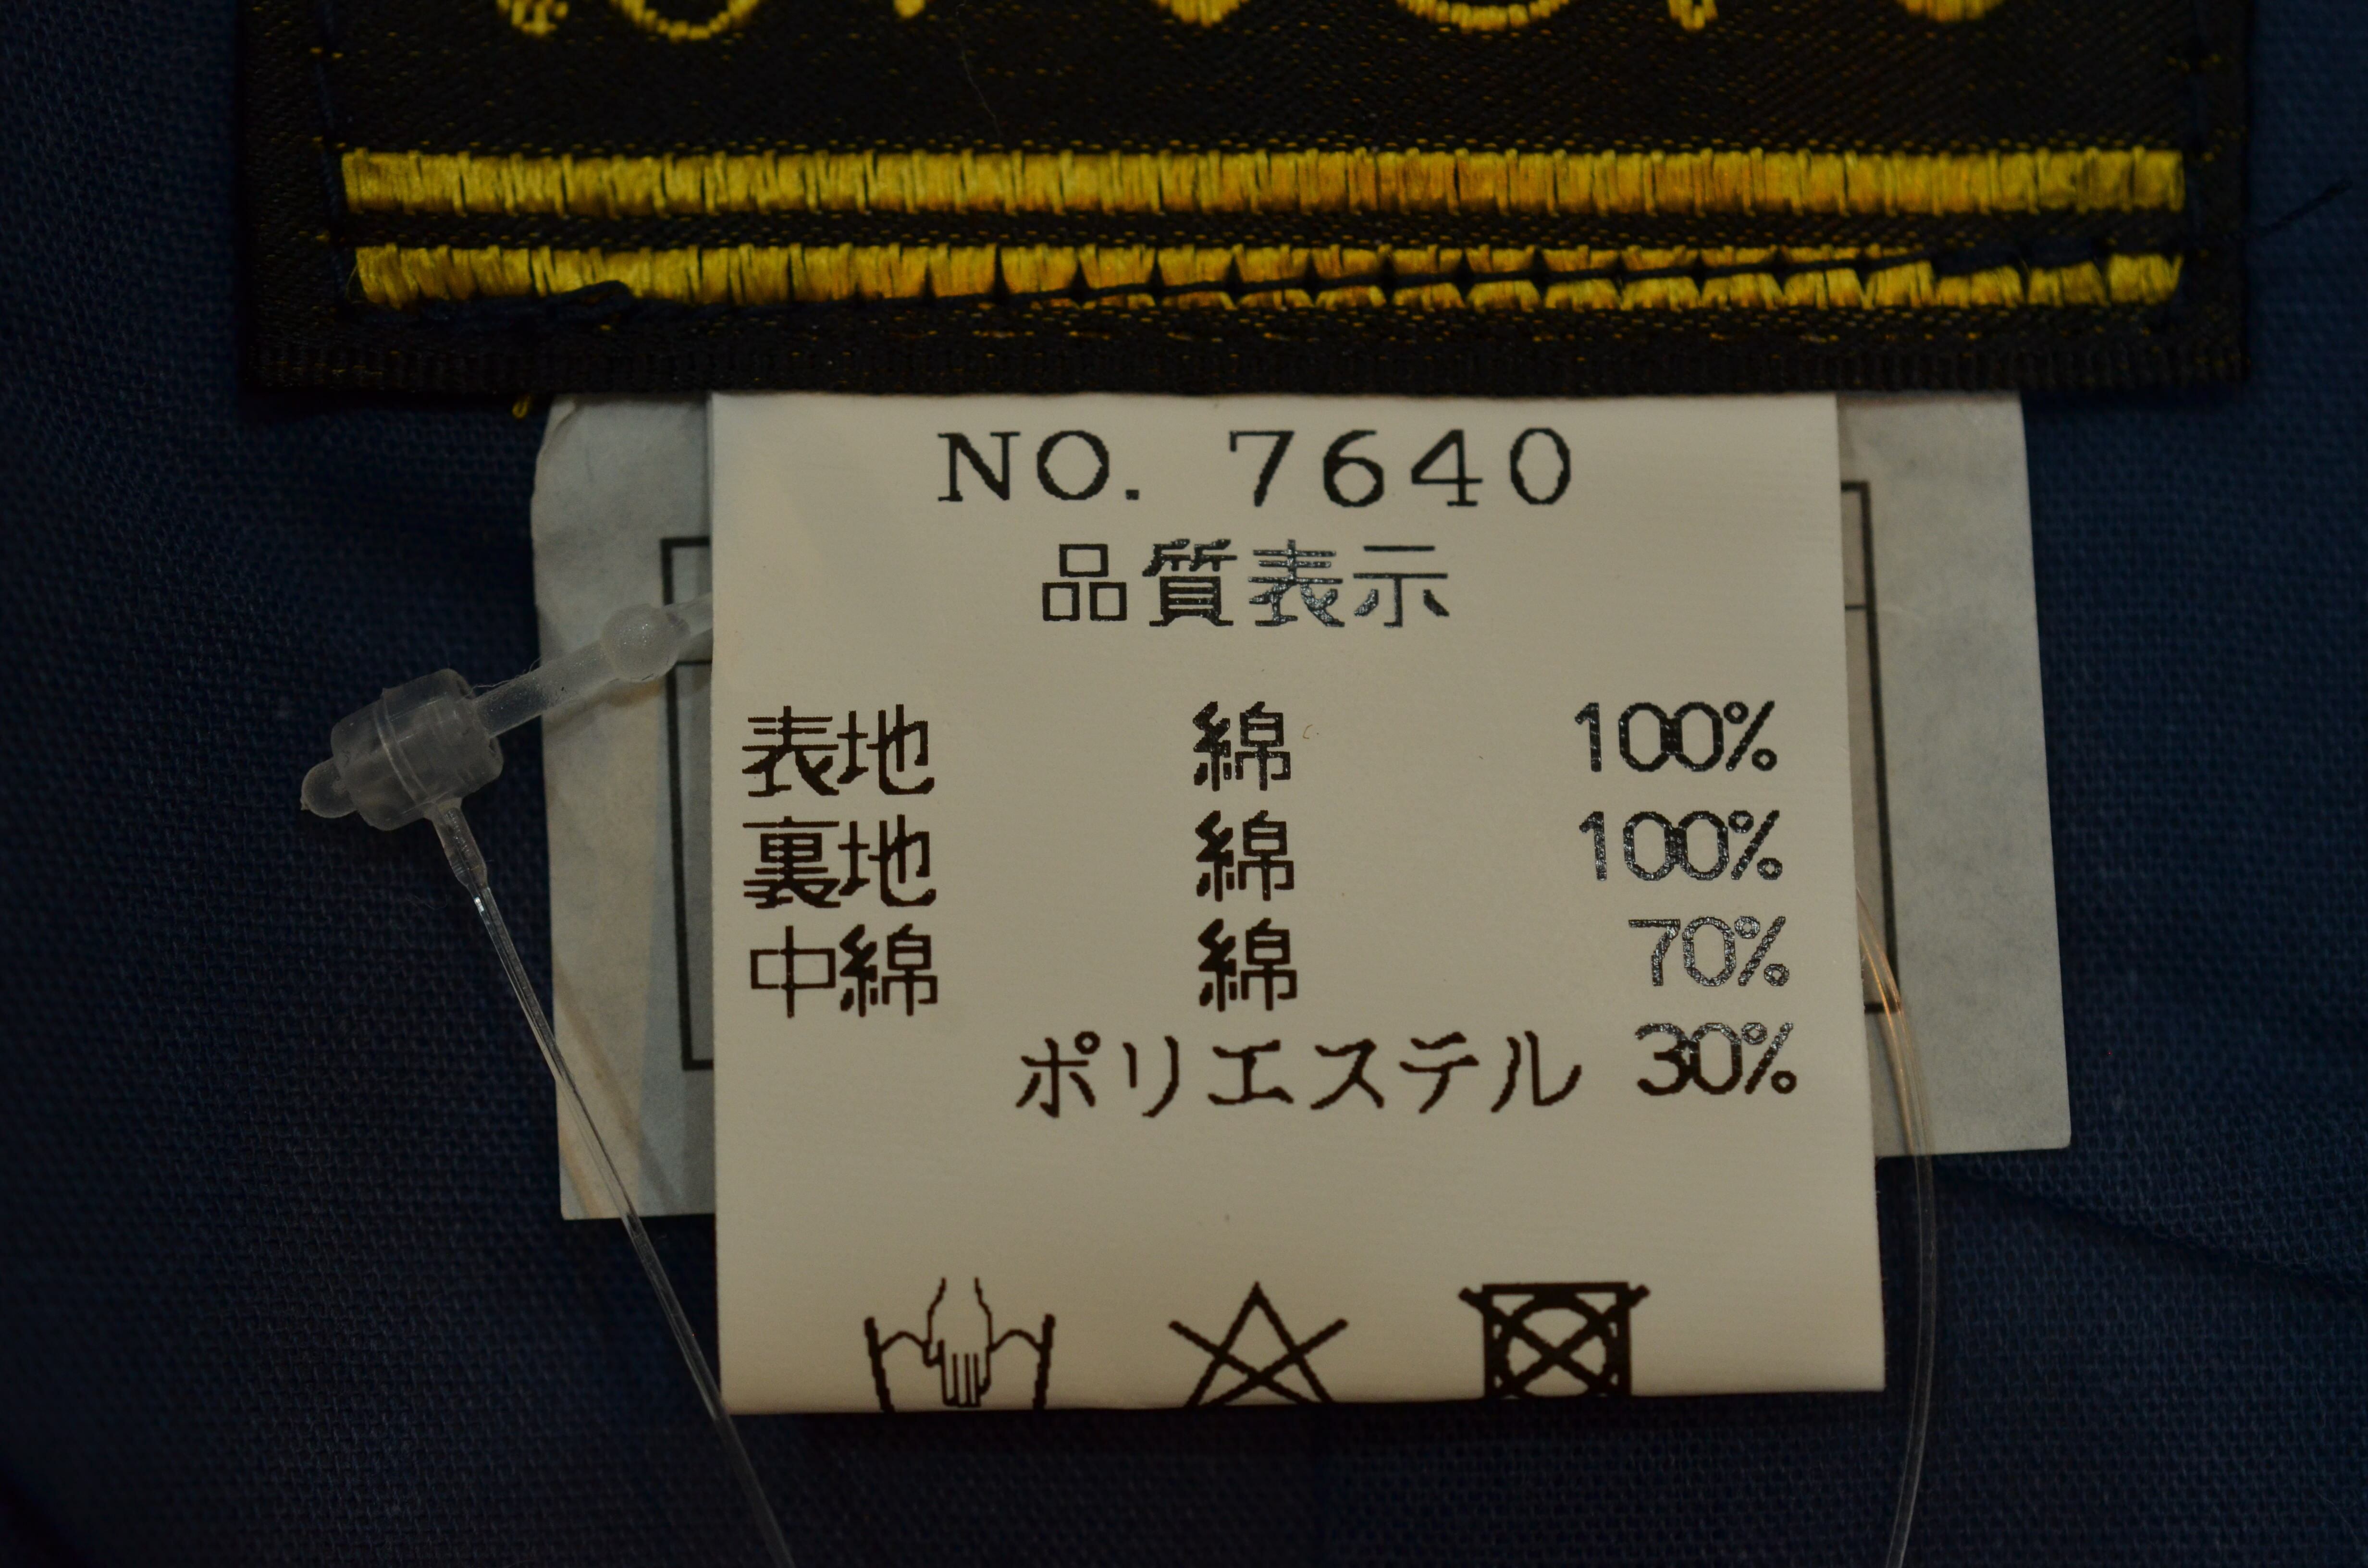 NO. 7640
品質表示
表地 綿 100%
裏地 綿 100%
中綿 綿 70%
ポリエステル 30%